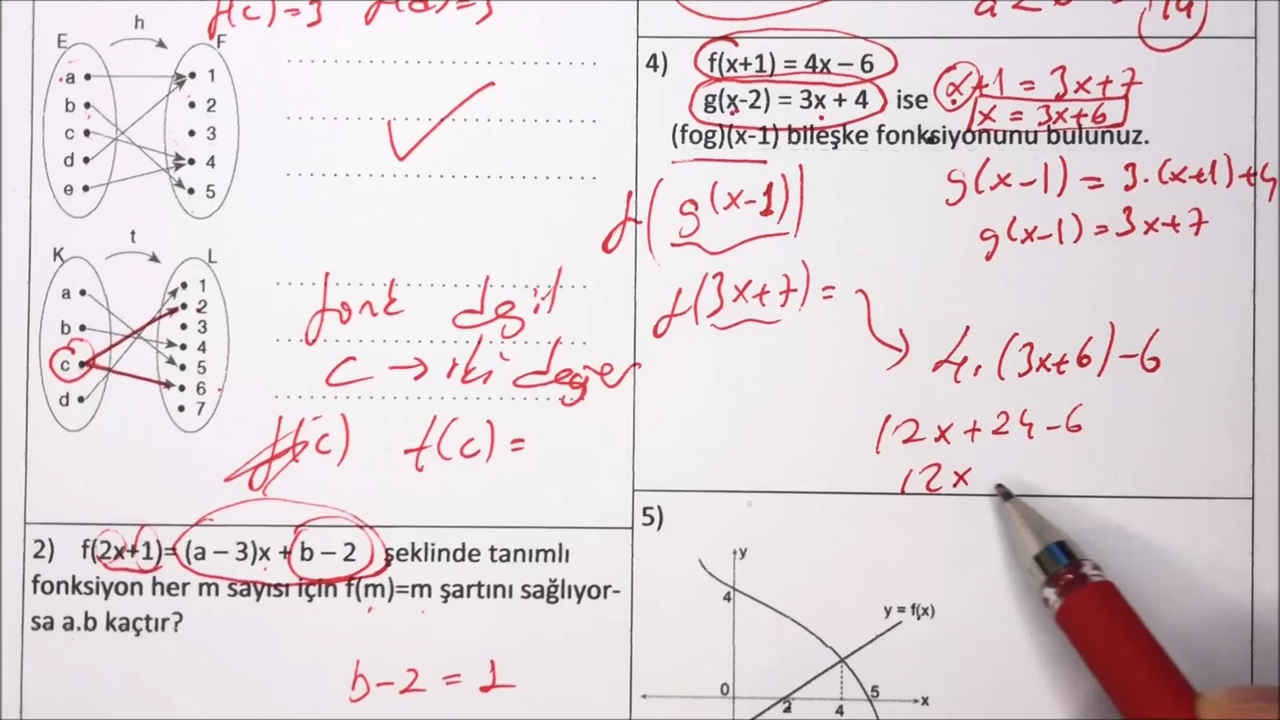 f(c)=3
h
E
F
a
b
c
d
e
1
2
3
4
5
t
K
L
a
b
c
d
1
2
3
4
5
6
7
fonk değil
c → iki değer
f(c) f(c) =
2) f(2x+1)= (a – 3)x + b – 2 şeklinde tanımlı
fonksiyon her m sayısı için f(m)=m şartını sağlıyor-
sa a.b kaçtır?
b-2 = 1
14
4) f(x+1) = 4x – 6
g(x-2) = 3x + 4 ise
x+1 = 3x+7
x = 3x+6
(fog)(x-1) bileşke fonksiyonunu bulunuz.
f(g(x-1))
g(x-1) = 3.(x+1)+4
g(x-1) = 3x+7
f(3x+7) =
4.(3x+6)-6
12x+24-6
12x
5)
y
4
y = f(x)
0
2
4
5
x